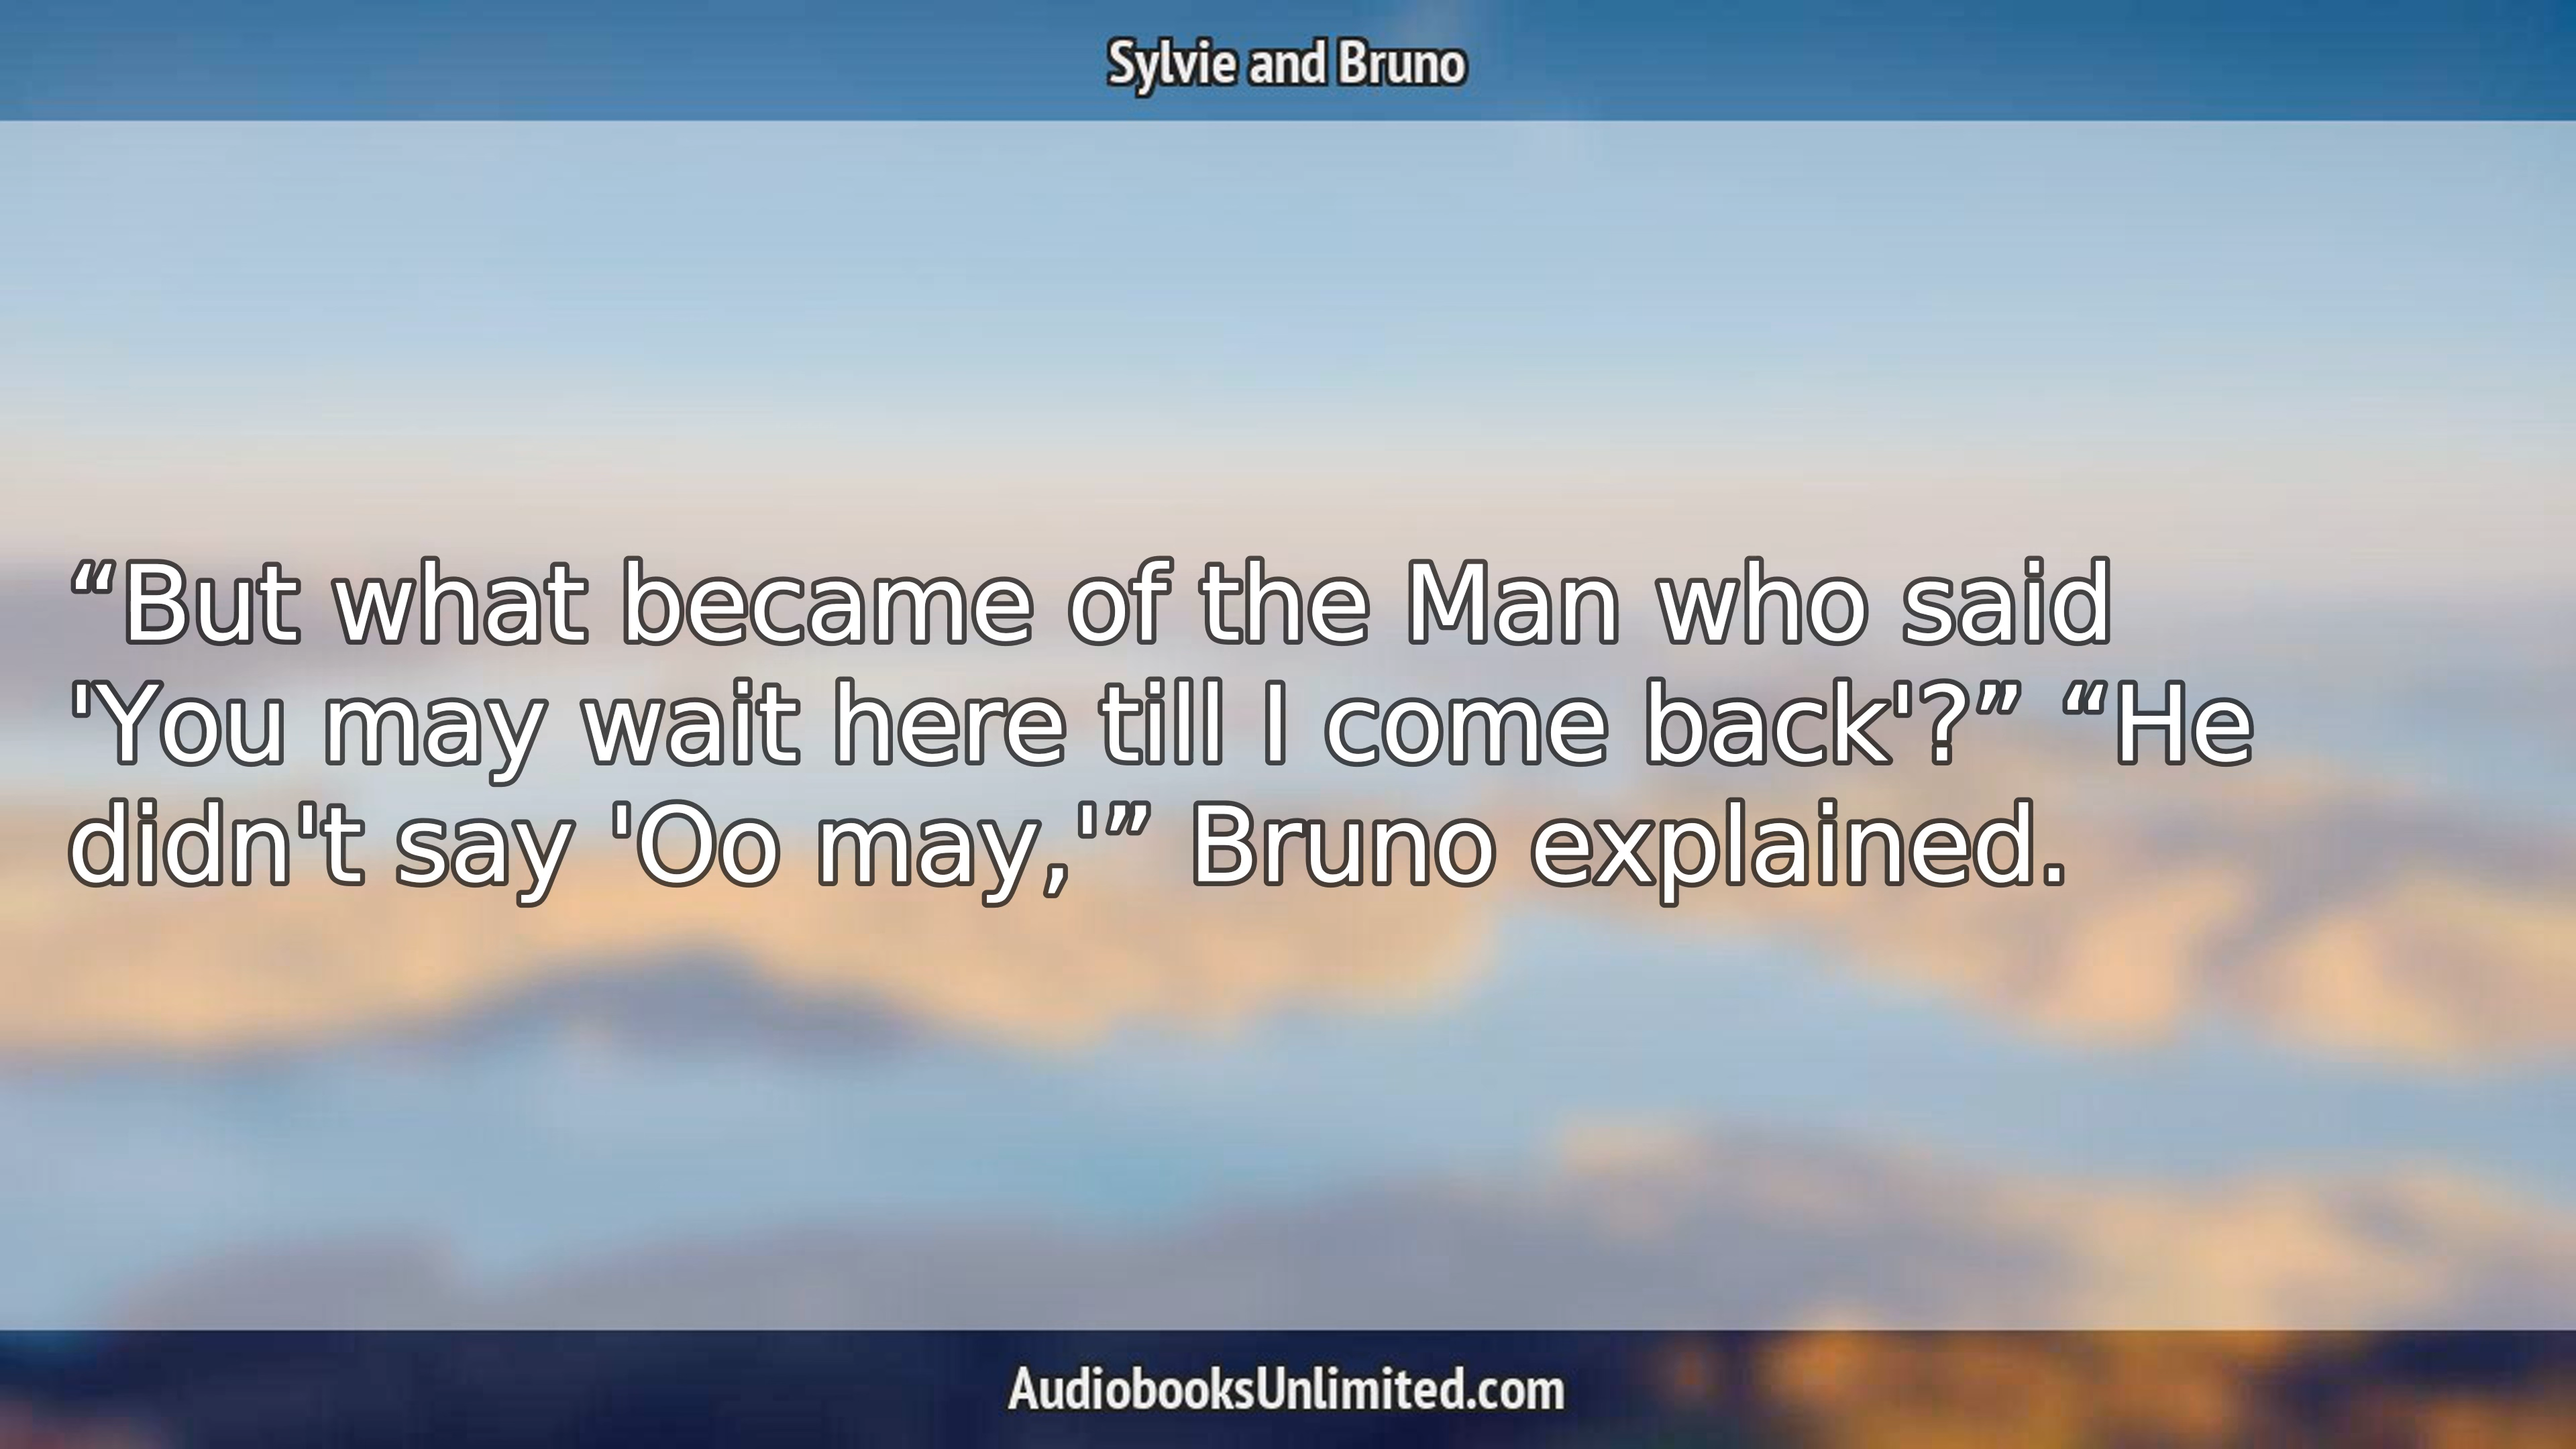 Sylvie and Bruno
“But what became of the Man who said
'You may wait here till I come back'?” “He
didn't say 'Oo may,'” Bruno explained.
AudiobooksUnlimited.com